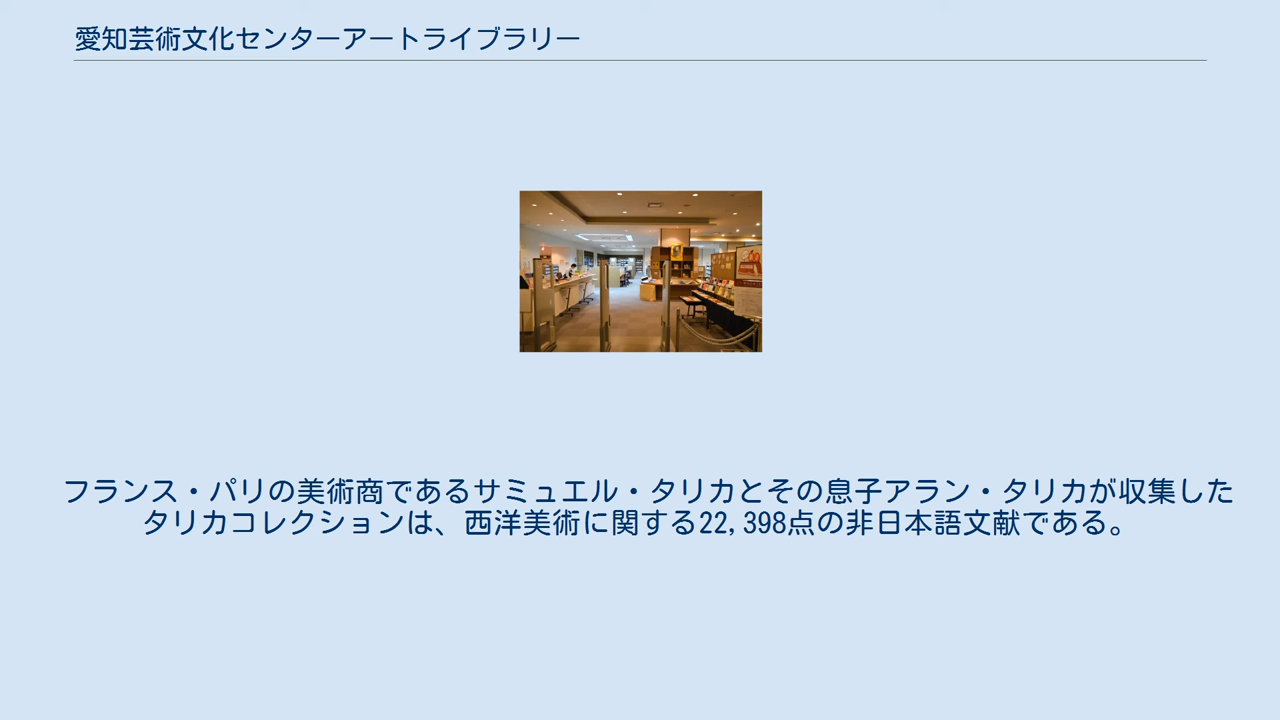 愛知芸術文化センターアートライブラリー
フランス・パリの美術商であるサミュエル・タリカとその息子アラン・タリカが収集した
タリカコレクションは、西洋美術に関する22,398点の非日本語文献である。